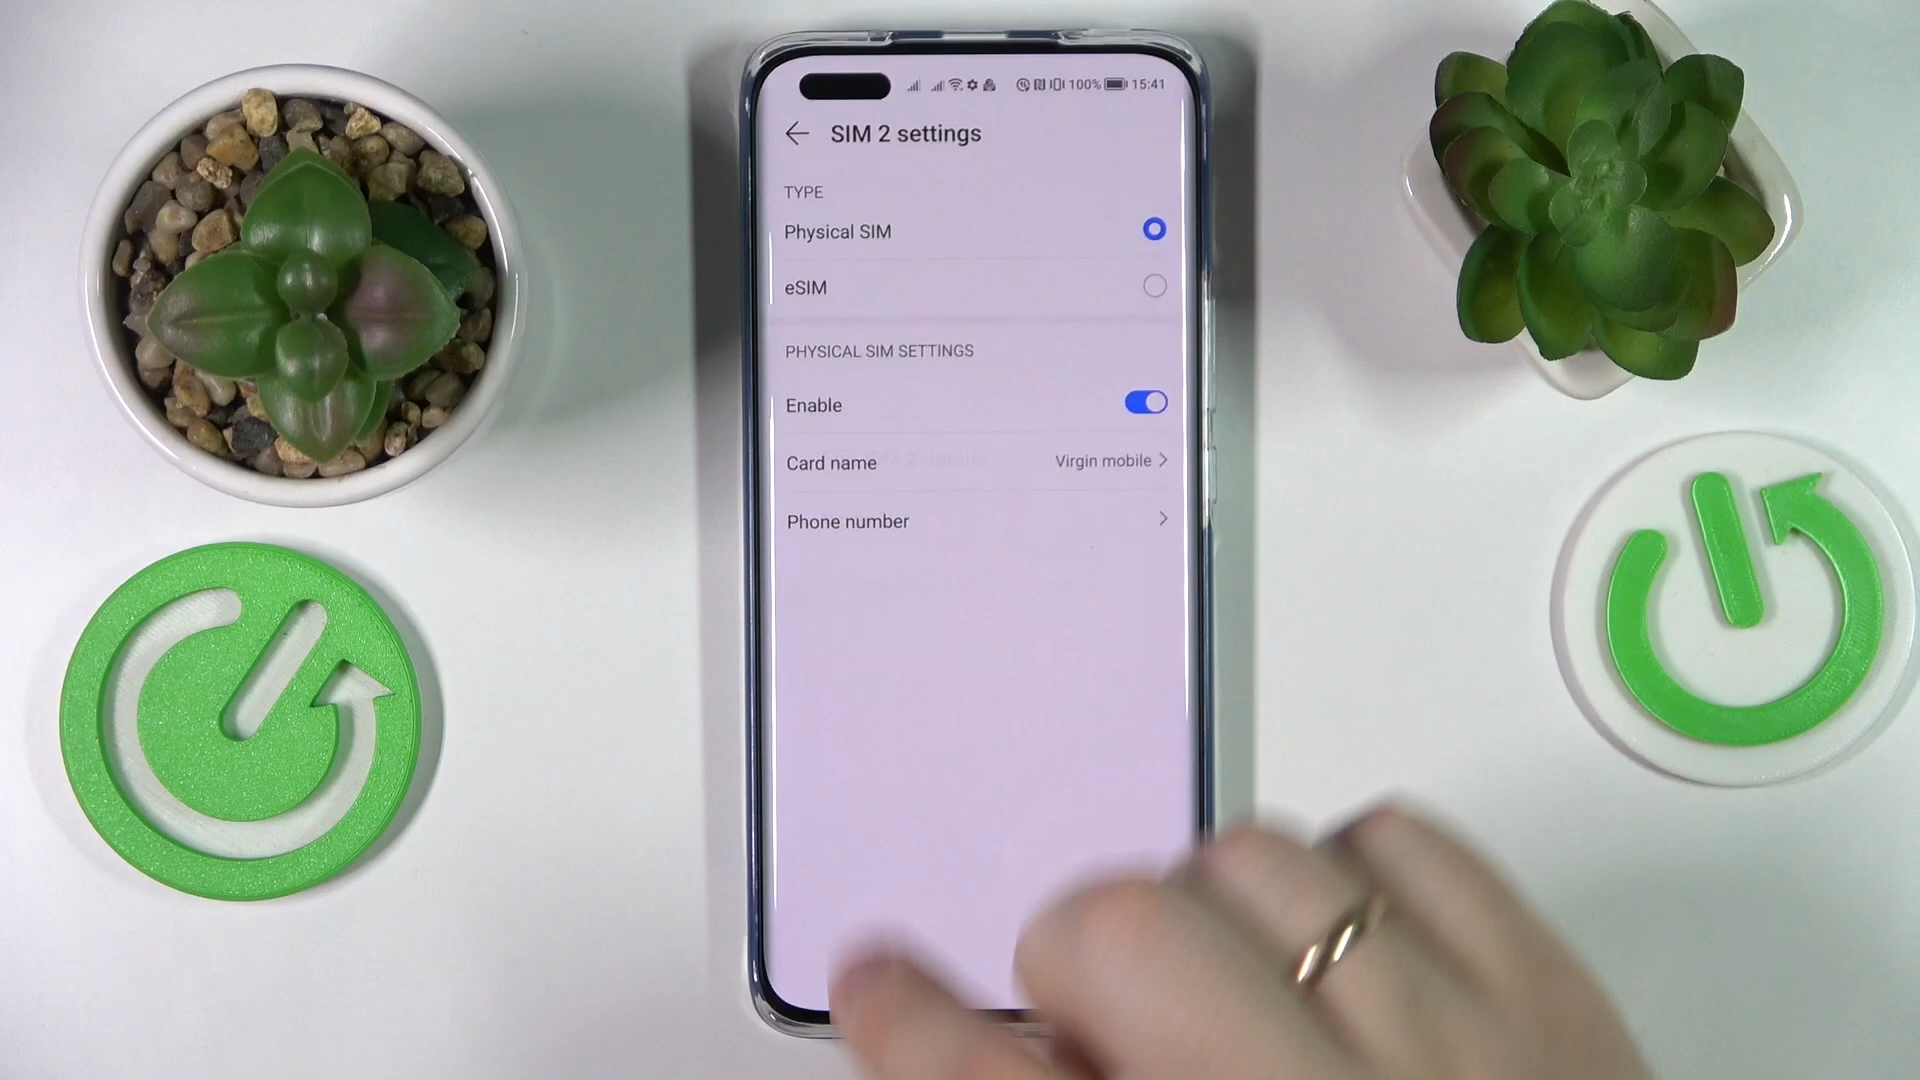 100% 15:41
SIM 2 settings
TYPE
Physical SIM
eSIM
PHYSICAL SIM SETTINGS
Enable
Card name Virgin mobile
Phone number